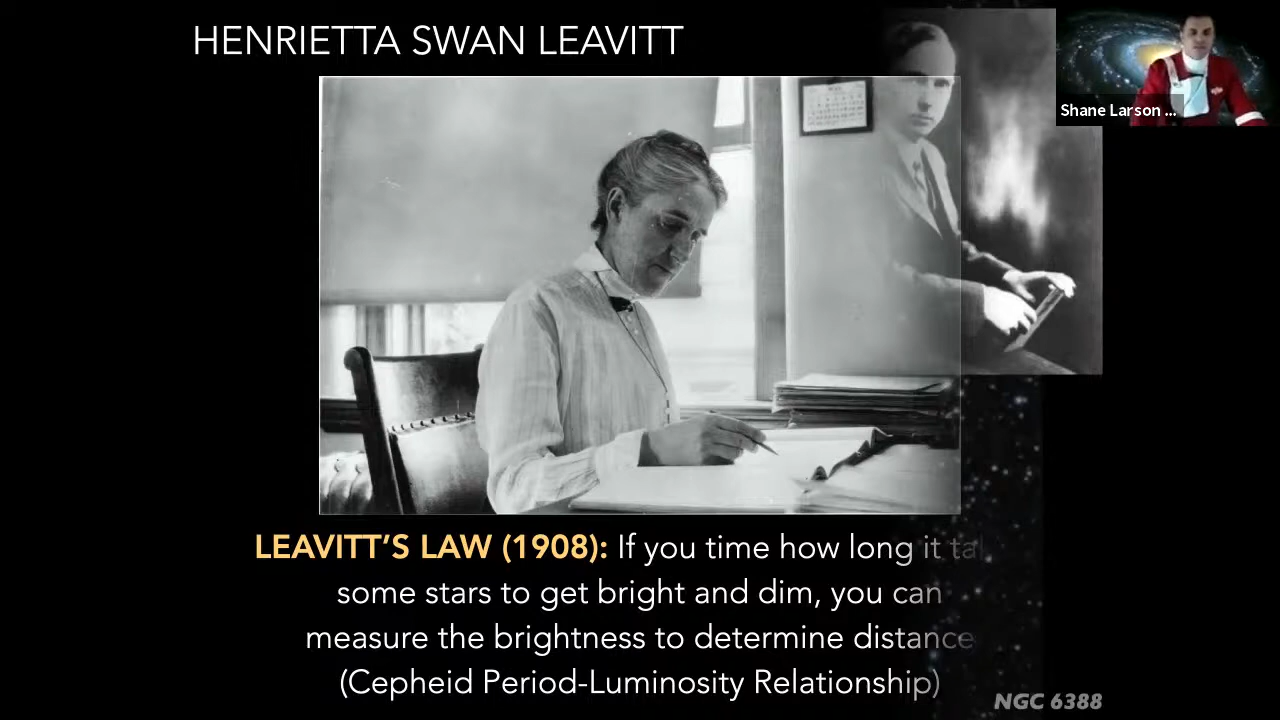 HENRIETTA SWAN LEAVITT
Shane Larson ...
LEAVITT'S LAW (1908): If you time how long it
some stars to get bright and dim, you can
measure the brightness to determine distance
(Cepheid Period-Luminosity Relationship)
NGC 6388